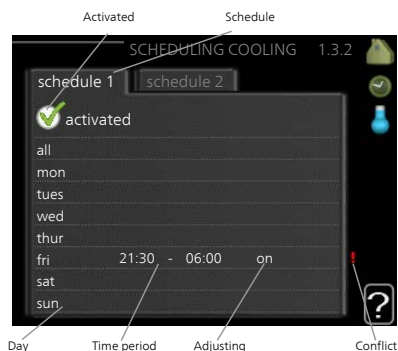 Activated Schedule
SCHEDULING COOLING 1.3.2
schedule 1 schedule 2
activated
all
mon
tues
wed
thur
fri 21:30 - 06:00 on !
sat
sun
?
Day Time period Adjusting Conflict